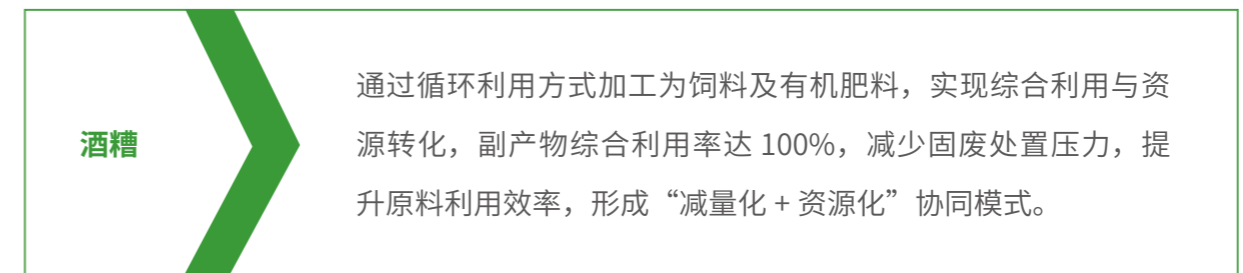 酒糟
通过循环利用方式加工为饲料及有机肥料，实现综合利用与资
源转化，副产物综合利用率达 100%，减少固废处置压力，提
升原料利用效率，形成“减量化 + 资源化”协同模式。